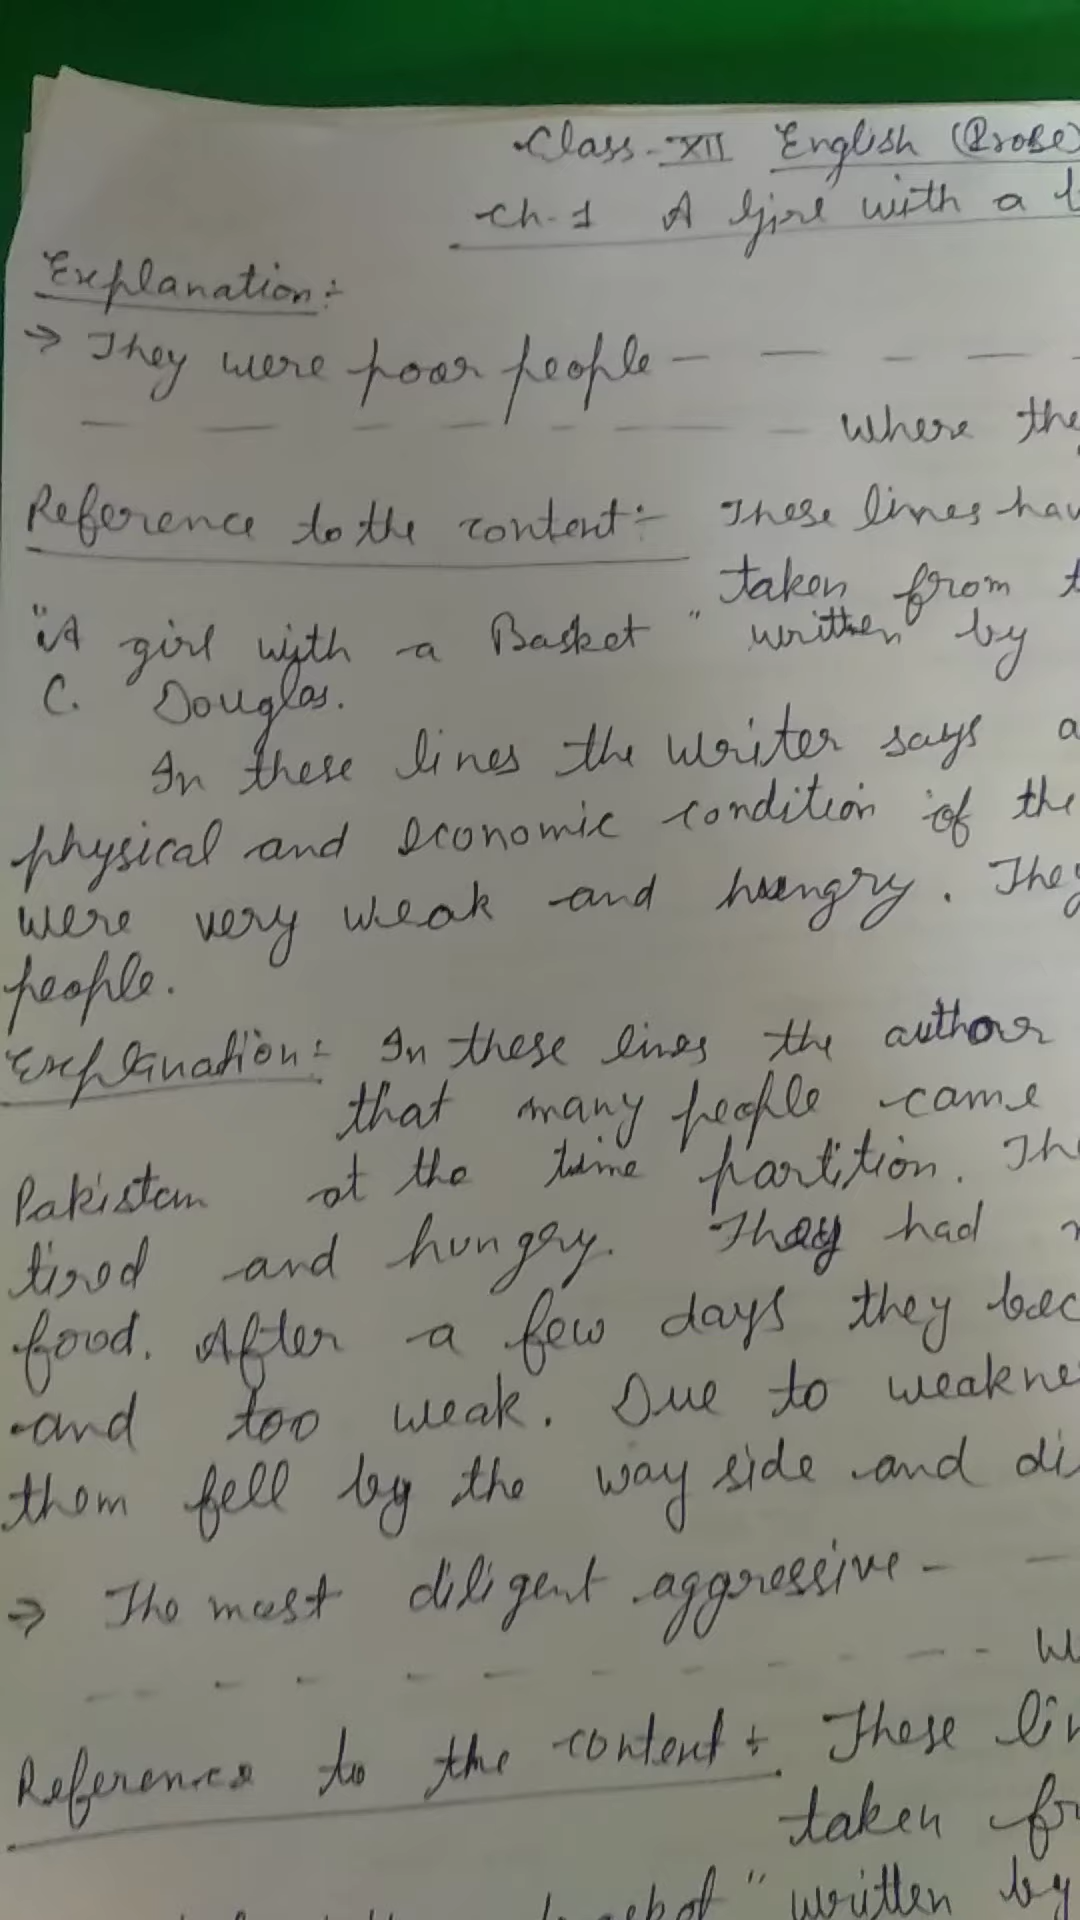 Class - XII English (Prose)
Ch-1 A Girl with a
Explanation:-
→ They were poor people - - - - -
- - - - - - - where the
Reference to the content:- These lines hav
taken from t
"A girl with a Basket" written by
C. Douglas.
In these lines the writer says a
physical and economic condition of the
were very weak and hungry. They
people.
Explanation:- In these lines the author
that many people came
Pakistan at the time partition. Th
tired and hungry. They had n
food. After a few days they bec
and too weak. Due to weakne
them fell by the way side and di
→ The most diligent aggressive - -
- - - - - - - - - - - w
Reference to the content:- These lin
taken fr
" written by